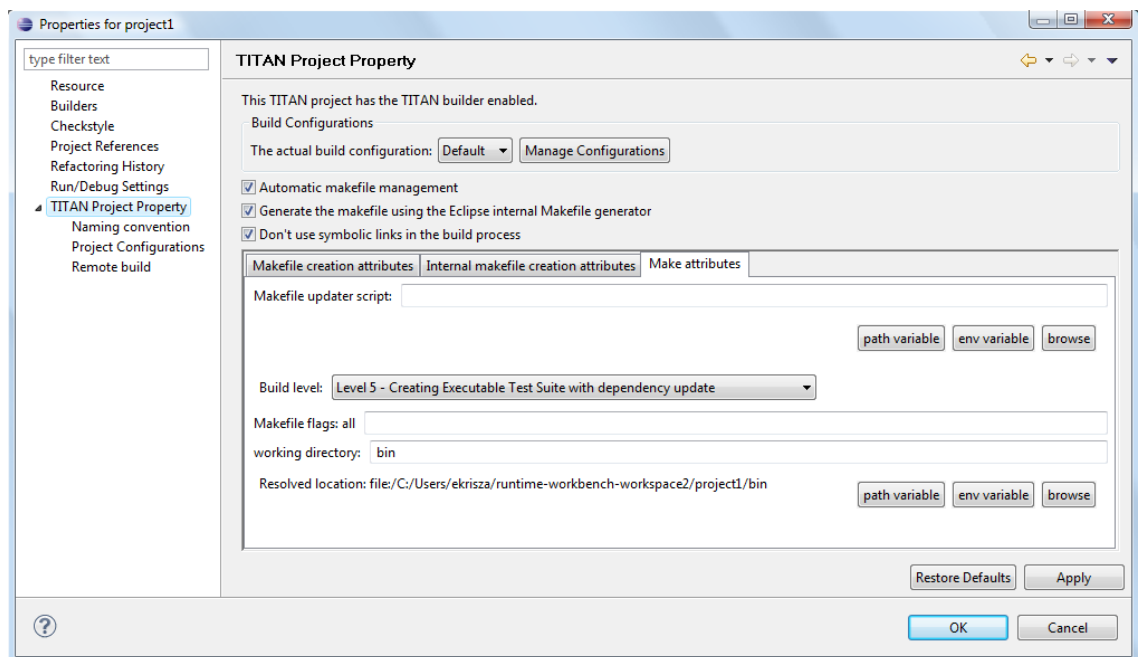 Properties for project1
type filter text
Resource
Builders
Checkstyle
Project References
Refactoring History
Run/Debug Settings
TITAN Project Property
Naming convention
Project Configurations
Remote build
TITAN Project Property
This TITAN project has the TITAN builder enabled.
Build Configurations
The actual build configuration: Default Manage Configurations
Automatic makefile management
Generate the makefile using the Eclipse internal Makefile generator
Don't use symbolic links in the build process
Makefile creation attributes Internal makefile creation attributes Make attributes
Makefile updater script:
path variable env variable browse
Build level: Level 5 - Creating Executable Test Suite with dependency update
Makefile flags: all
working directory: bin
Resolved location: file:/C:/Users/ekrisza/runtime-workbench-workspace2/project1/bin
path variable env variable browse
Restore Defaults Apply
OK Cancel